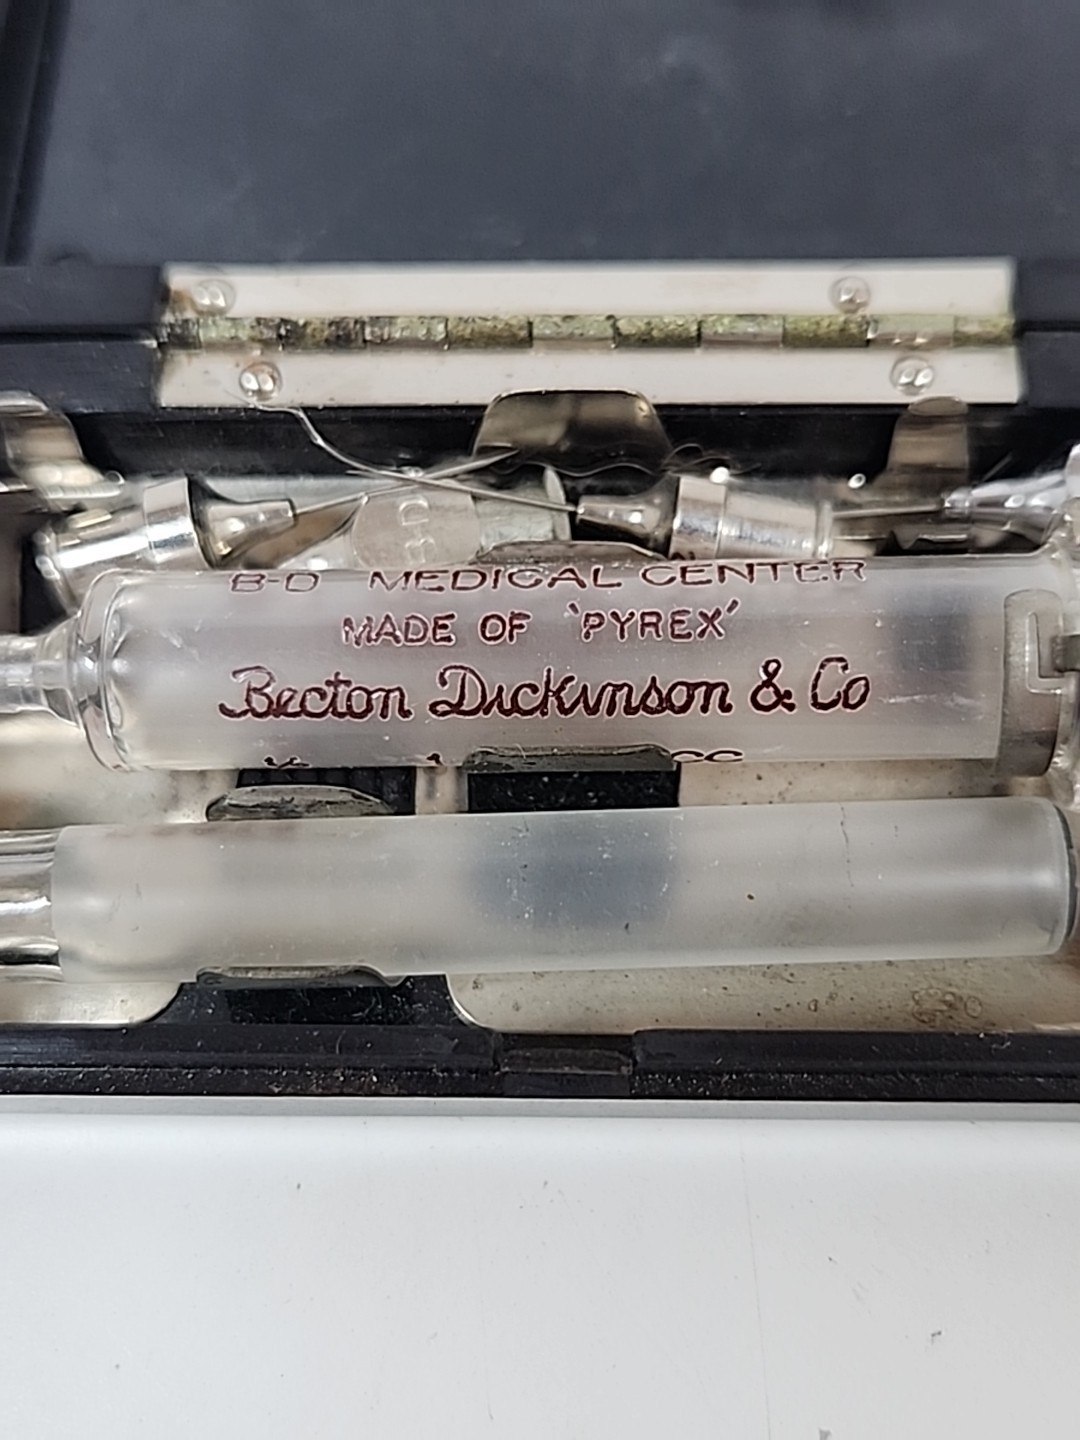 B-D
B-D MEDICAL CENTER
MADE OF 'PYREX'
Becton Dickinson & Co
CC